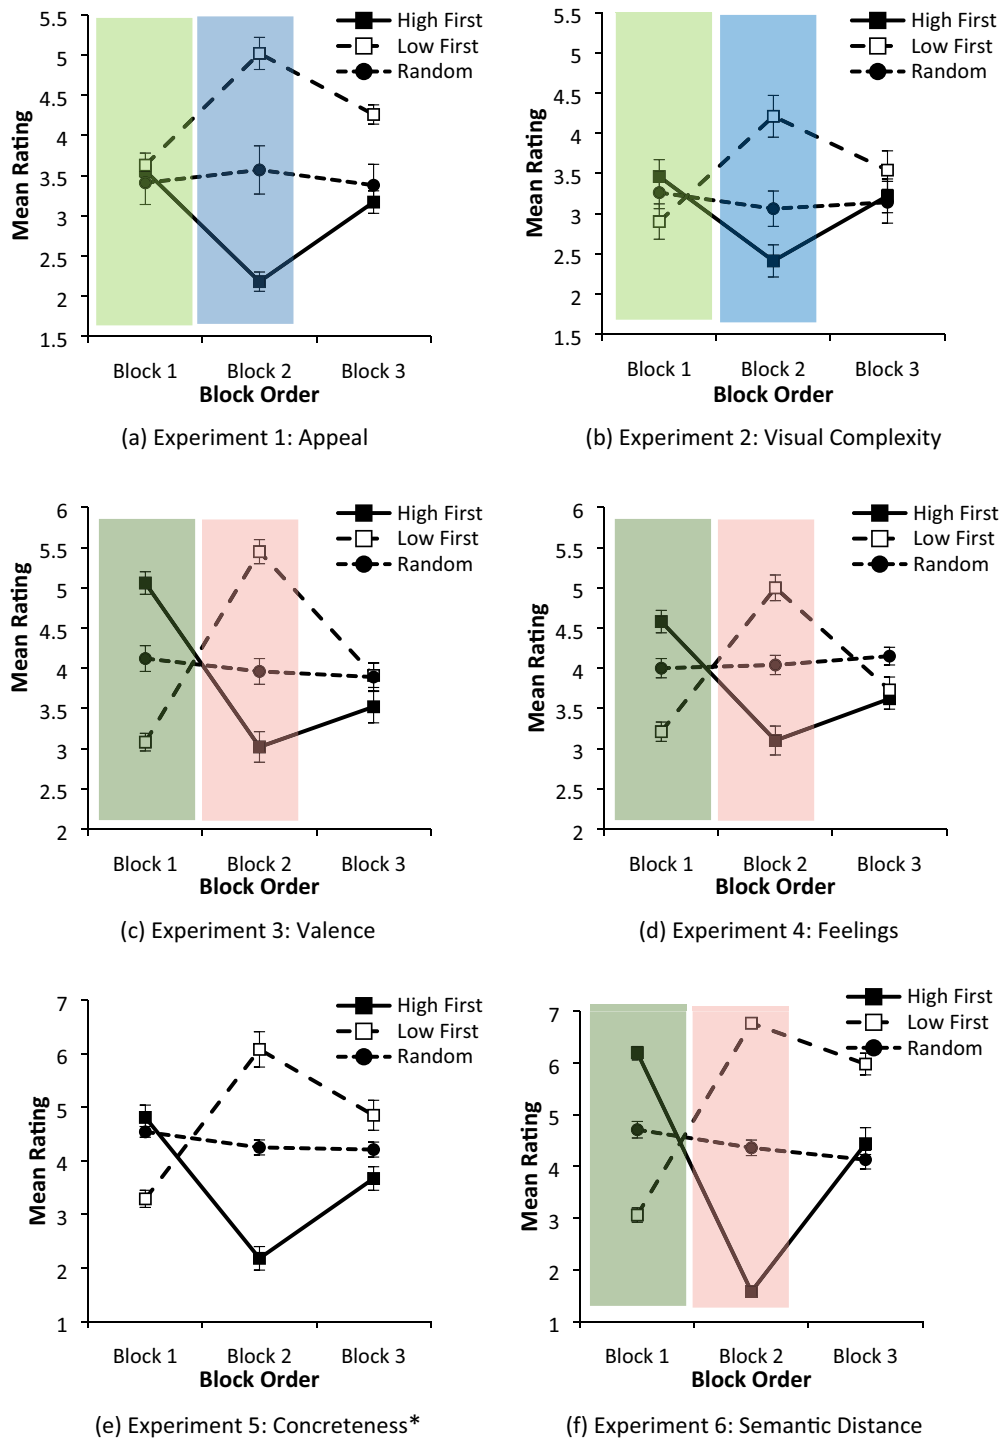 5.5
5
4.5
4
3.5
3
2.5
2
1.5
Mean Rating
High First
Low First
Random
Block 1
Block 2
Block 3
Block Order
(a) Experiment 1: Appeal
5.5
5
4.5
4
3.5
3
2.5
2
1.5
Mean Rating
High First
Low First
Random
Block 1
Block 2
Block 3
Block Order
(b) Experiment 2: Visual Complexity
6
5.5
5
4.5
4
3.5
3
2.5
2
Mean Rating
High First
Low First
Random
Block 1
Block 2
Block 3
Block Order
(c) Experiment 3: Valence
6
5.5
5
4.5
4
3.5
3
2.5
2
Mean Rating
High First
Low First
Random
Block 1
Block 2
Block 3
Block Order
(d) Experiment 4: Feelings
7
6
5
4
3
2
1
Mean Rating
High First
Low First
Random
Block 1
Block 2
Block 3
Block Order
(e) Experiment 5: Concreteness*
7
6
5
4
3
2
1
Mean Rating
High First
Low First
Random
Block 1
Block 2
Block 3
Block Order
(f) Experiment 6: Semantic Distance